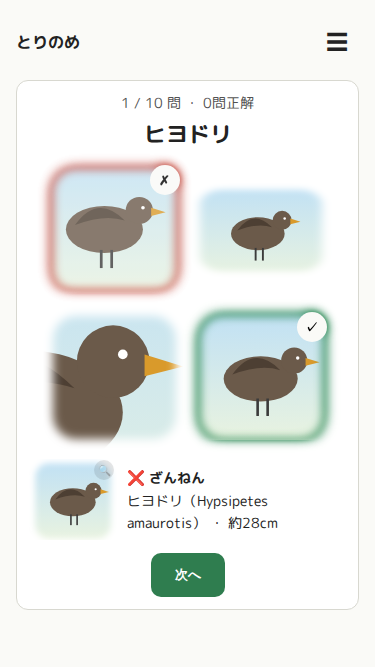 とりのめ
1 / 10 問 ・ 0問正解
ヒヨドリ
✗
✓
❌ ざんねん
ヒヨドリ（Hypsipetes
amaurotis） ・ 約28cm
次へ